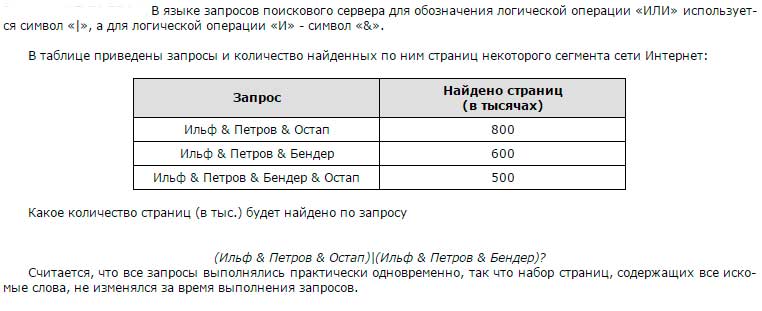 В языке запросов поискового сервера для обозначения логической операции «ИЛИ» использует-
ся символ «|», а для логической операции «И» - символ «&».
В таблице приведены запросы и количество найденных по ним страниц некоторого сегмента сети Интернет:
Запрос Найдено страниц
(в тысячах)
Ильф & Петров & Остап 800
Ильф & Петров & Бендер 600
Ильф & Петров & Бендер & Остап 500
Какое количество страниц (в тыс.) будет найдено по запросу
(Ильф & Петров & Остап)|(Ильф & Петров & Бендер)?
Считается, что все запросы выполнялись практически одновременно, так что набор страниц, содержащих все иско-
мые слова, не изменялся за время выполнения запросов.